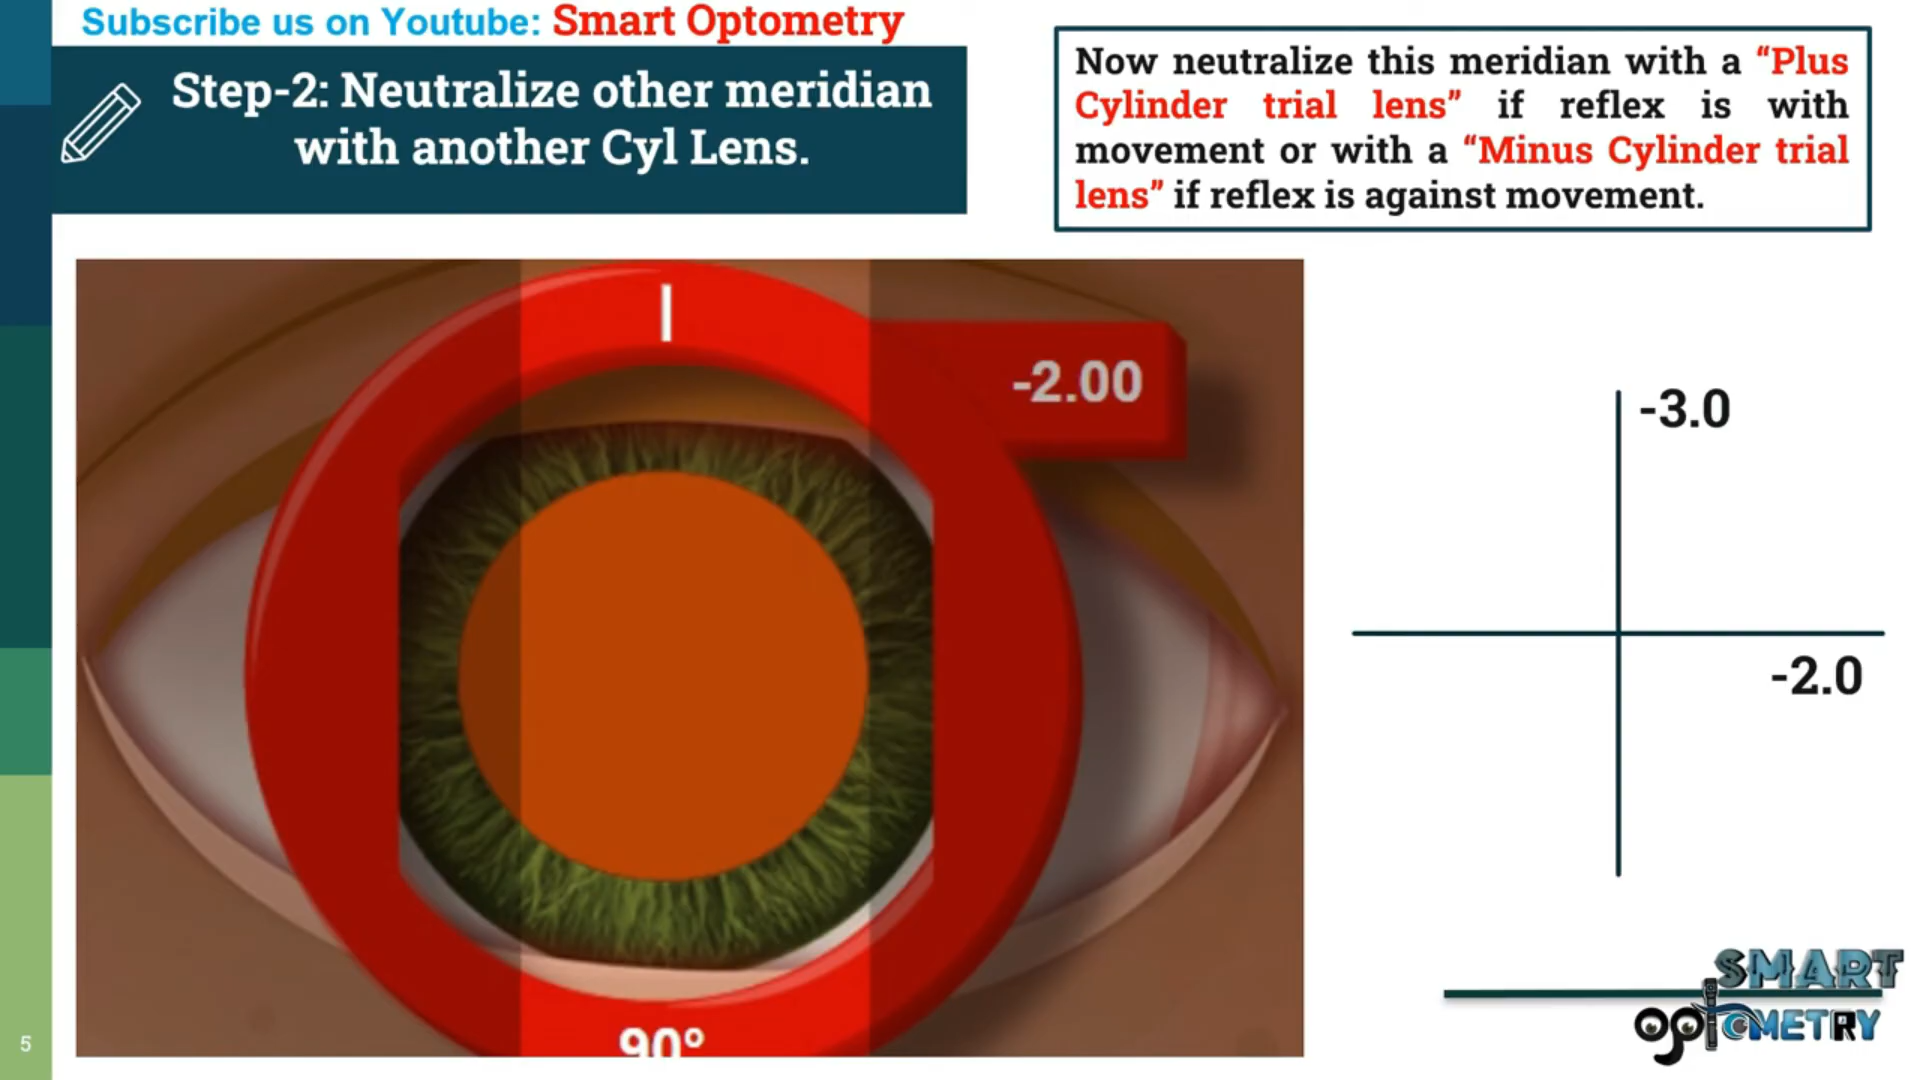 Subscribe us on Youtube: Smart Optometry
Step-2: Neutralize other meridian
with another Cyl Lens.
Now neutralize this meridian with a “Plus
Cylinder trial lens” if reflex is with
movement or with a “Minus Cylinder trial
lens” if reflex is against movement.
-2.00
90°
-3.0
-2.0
SMART
OPTOMETRY
5